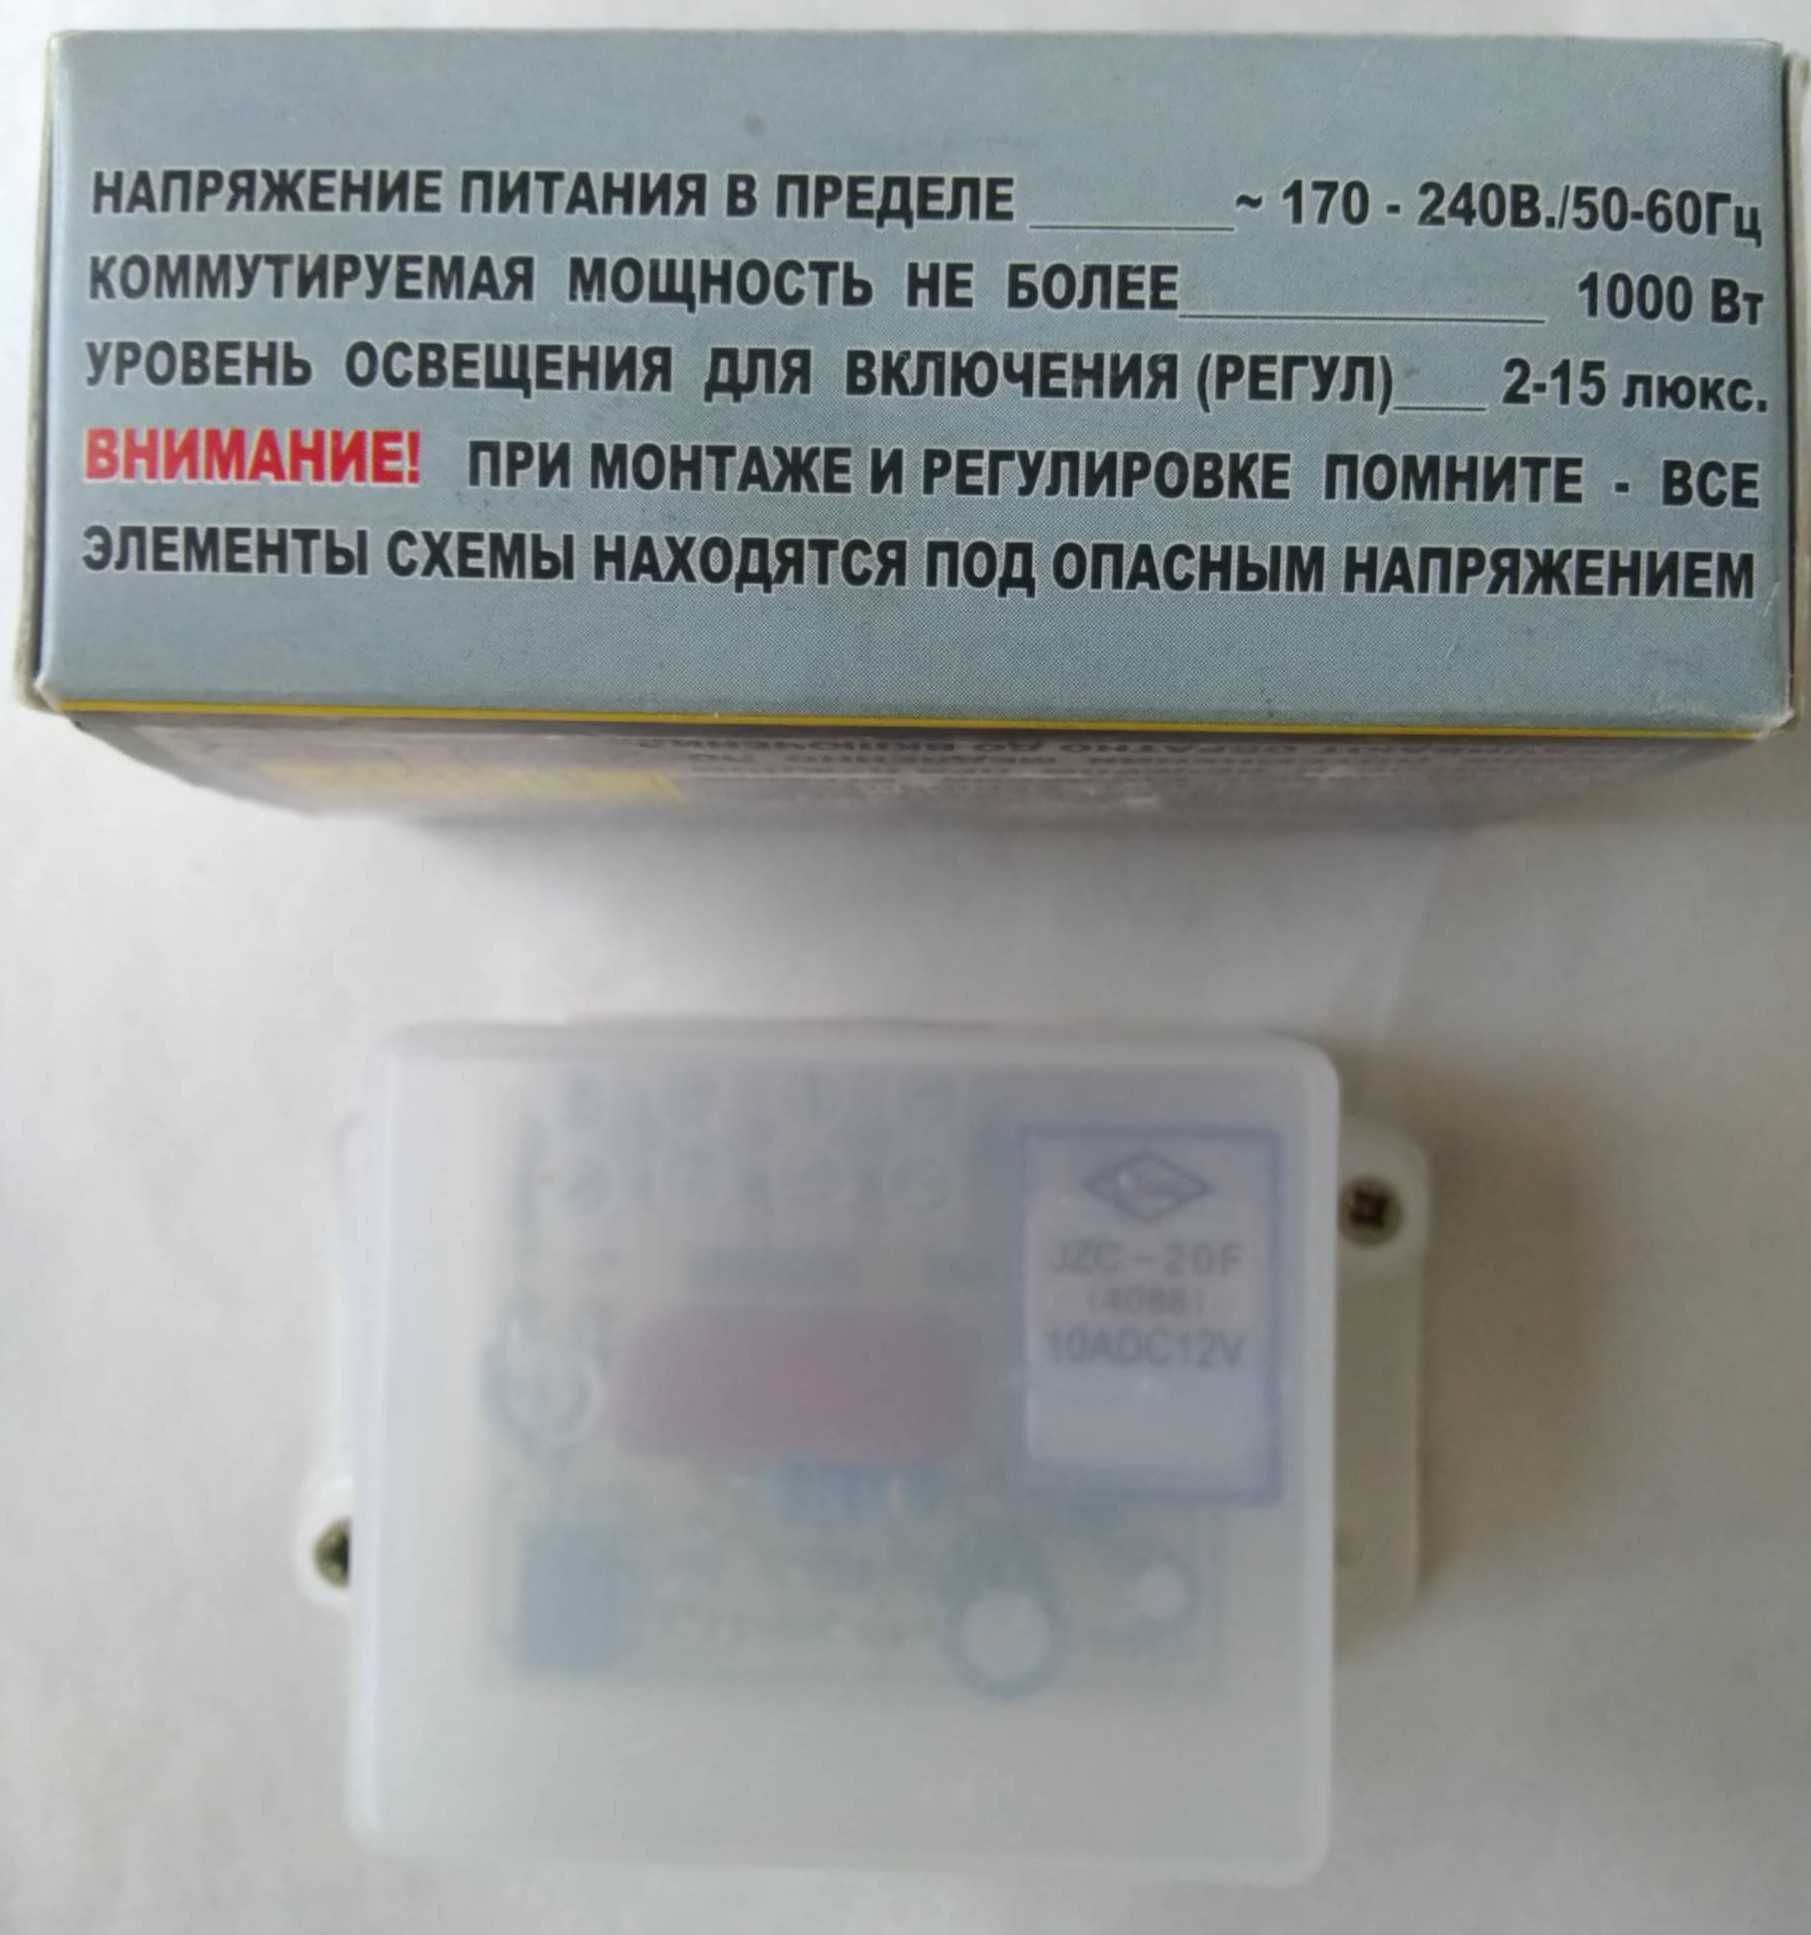 НАПРЯЖЕНИЕ ПИТАНИЯ В ПРЕДЕЛЕ ~ 170 - 240В./50-60Гц
КОММУТИРУЕМАЯ МОЩНОСТЬ НЕ БОЛЕЕ 1000 Вт
УРОВЕНЬ ОСВЕЩЕНИЯ ДЛЯ ВКЛЮЧЕНИЯ (РЕГУЛ) 2-15 люкс.
ВНИМАНИЕ! ПРИ МОНТАЖЕ И РЕГУЛИРОВКЕ ПОМНИТЕ - ВСЕ
ЭЛЕМЕНТЫ СХЕМЫ НАХОДЯТСЯ ПОД ОПАСНЫМ НАПРЯЖЕНИЕМ
JZC-20F
(4088)
10ADC12V